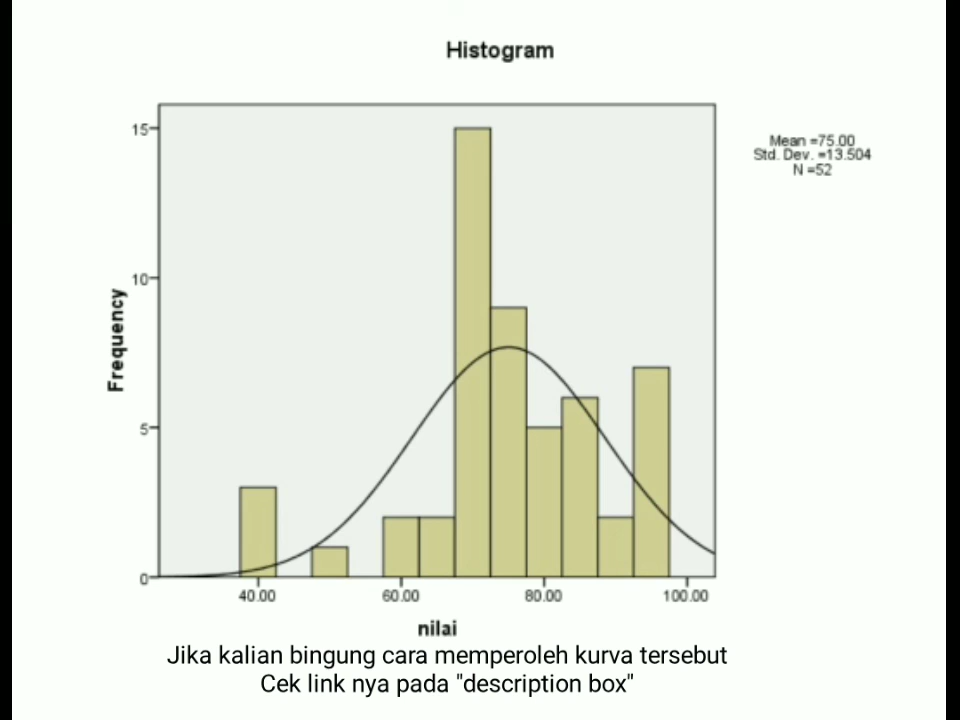 Histogram
Mean =75.00
Std. Dev. =13.504
N =52
15
10
5
0
Frequency
40.00 60.00 80.00 100.00
nilai
Jika kalian bingung cara memperoleh kurva tersebut
Cek link nya pada "description box"